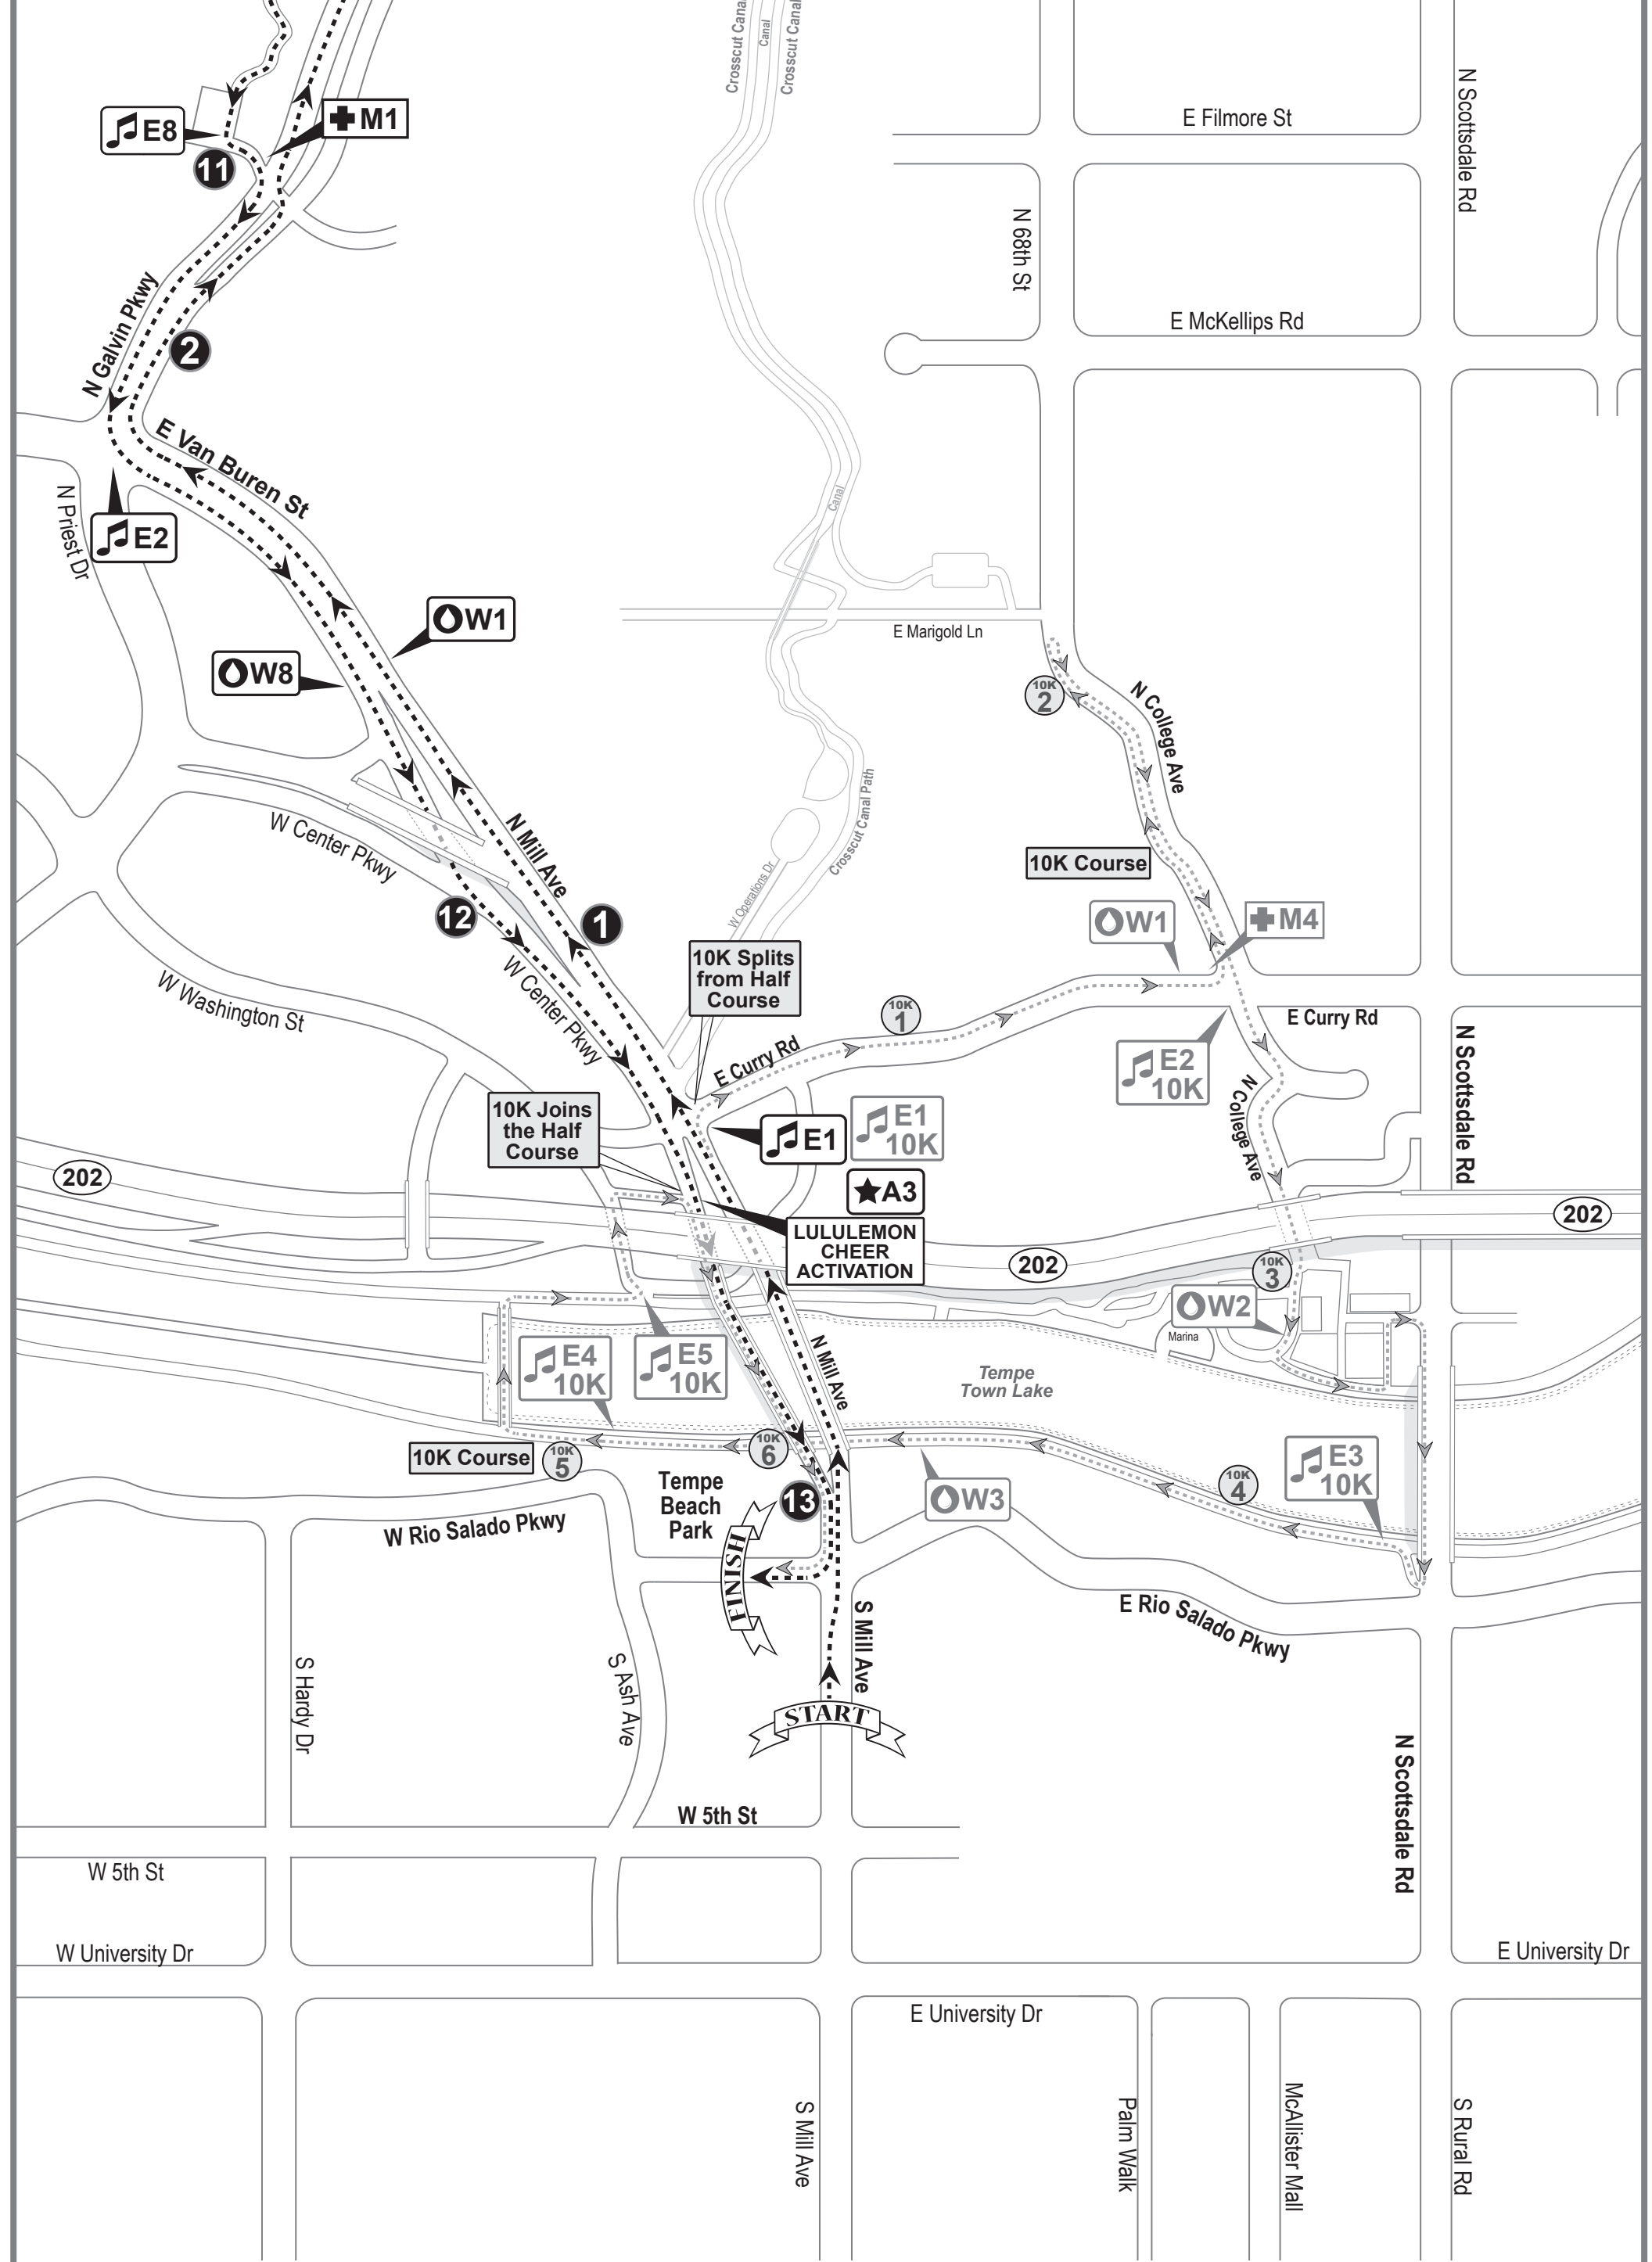 Crosscut Canal
Canal
Crosscut Canal
N Scottsdale Rd
E Filmore St
M1
E8
11
N 68th St
N Galvin Pkwy
E McKellips Rd
2
E Van Buren St
N Priest Dr
E2
Canal
W1
E Marigold Ln
W8
10K
2
N College Ave
Crosscut Canal Path
W Center Pkwy
N Mill Ave
10K Course
W Operations Dr
12
1
W1
M4
10K Splits
from Half
Course
W Washington St
W Center Pkwy
10K
1
E Curry Rd
E Curry Rd
N Scottsdale Rd
E2
10K
N College Ave
10K Joins
the Half
Course
E1
E1
10K
202
A3
LULULEMON
CHEER
ACTIVATION
202
202
10K
3
W2
Marina
E4
10K
E5
10K
N Mill Ave
Tempe
Town Lake
10K Course
10K
5
10K
6
E3
10K
10K
4
Tempe
Beach
Park
13
W3
W Rio Salado Pkwy
FINISH
S Mill Ave
E Rio Salado Pkwy
S Hardy Dr
S Ash Ave
START
N Scottsdale Rd
W 5th St
W 5th St
W University Dr
E University Dr
E University Dr
S Mill Ave
Palm Walk
McAllister Mall
S Rural Rd